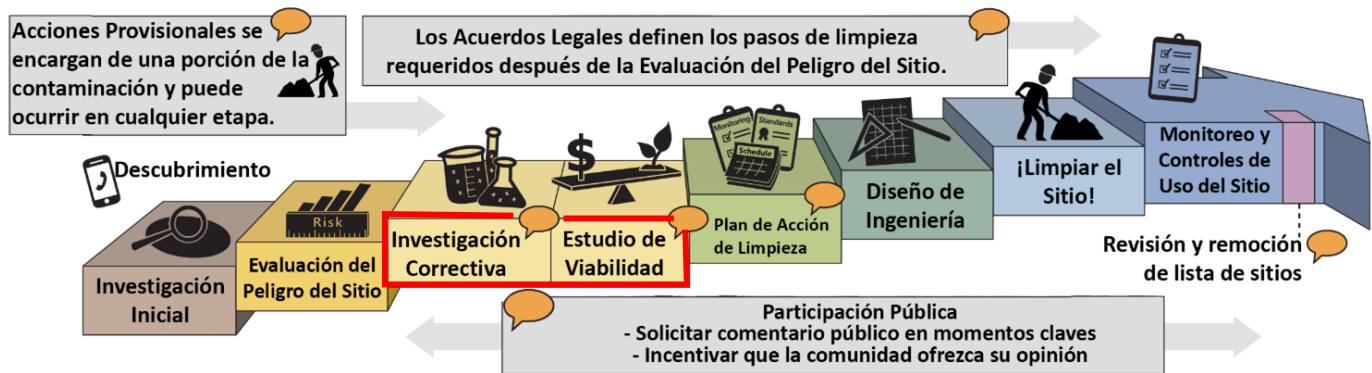 Acciones Provisionales se
encargan de una porción de la
contaminación y puede
ocurrir en cualquier etapa.
Los Acuerdos Legales definen los pasos de limpieza
requeridos después de la Evaluación del Peligro del Sitio.
Descubrimiento
Investigación
Inicial
Risk
Evaluación del
Peligro del Sitio
Investigación
Correctiva
$
Estudio de
Viabilidad
Monitoring
Standards
Schedule
Plan de Acción
de Limpieza
Diseño de
Ingeniería
¡Limpiar el
Sitio!
Monitoreo y
Controles de
Uso del Sitio
Revisión y remoción
de lista de sitios
Participación Pública
- Solicitar comentario público en momentos claves
- Incentivar que la comunidad ofrezca su opinión